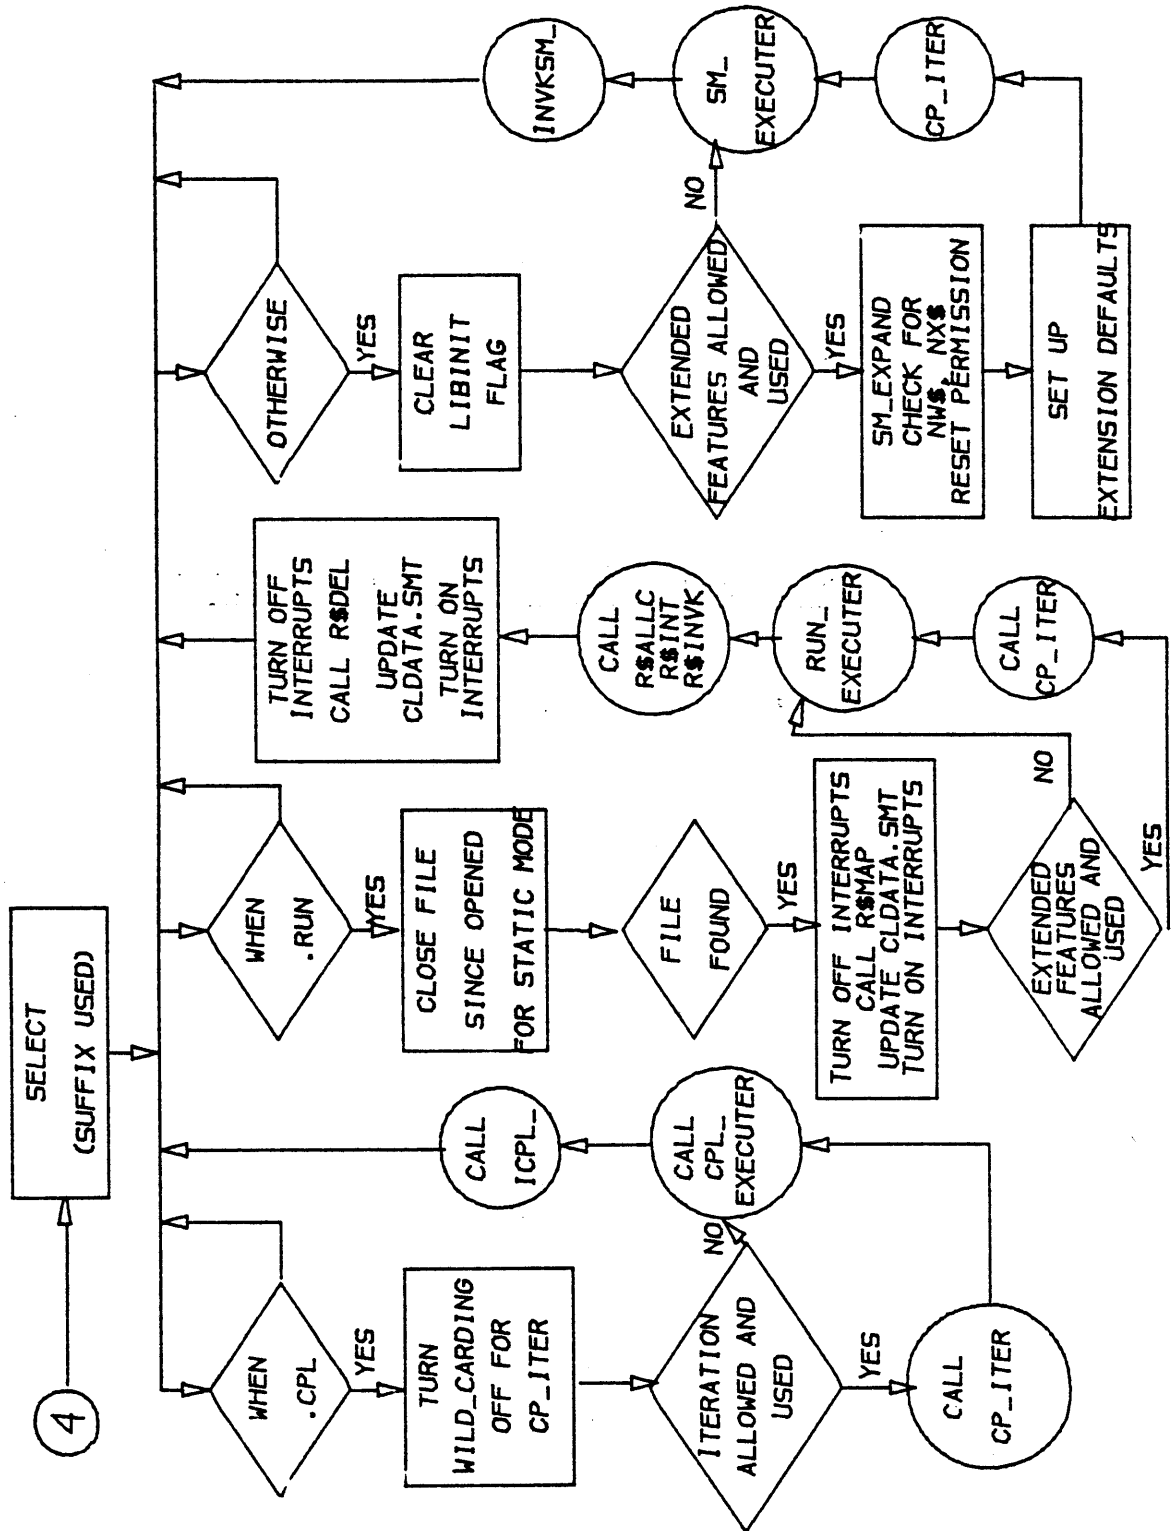 4
SELECT
(SUFFIX USED)
WHEN
.CPL
YES
TURN
WILD_CARDING
OFF FOR
CP_ITER
ITERATION
ALLOWED AND
USED
NO
YES
CALL
CP_ITER
CALL
CPL_
EXECUTER
CALL
ICPL_
WHEN
.RUN
YES
CLOSE FILE
SINCE OPENED
FOR STATIC MODE
FILE
FOUND
YES
TURN OFF INTERRUPTS
CALL R$MAP
UPDATE CLDATA.SMT
TURN ON INTERRUPTS
EXTENDED
FEATURES
ALLOWED AND
USED
NO
YES
CALL
CP_ITER
RUN_
EXECUTER
CALL
R$ALLC
R$INT
R$INVK
TURN OFF
INTERRUPTS
CALL R$DEL
UPDATE
CLDATA.SMT
TURN ON
INTERRUPTS
OTHERWISE
YES
CLEAR
LIBINIT
FLAG
EXTENDED
FEATURES ALLOWED
AND
USED
NO
YES
SM_EXPAND
CHECK FOR
NW$, NX$
RESET PERMISSION
SET UP
EXTENSION DEFAULTS
CP_ITER
SM_
EXECUTER
INVKSM_